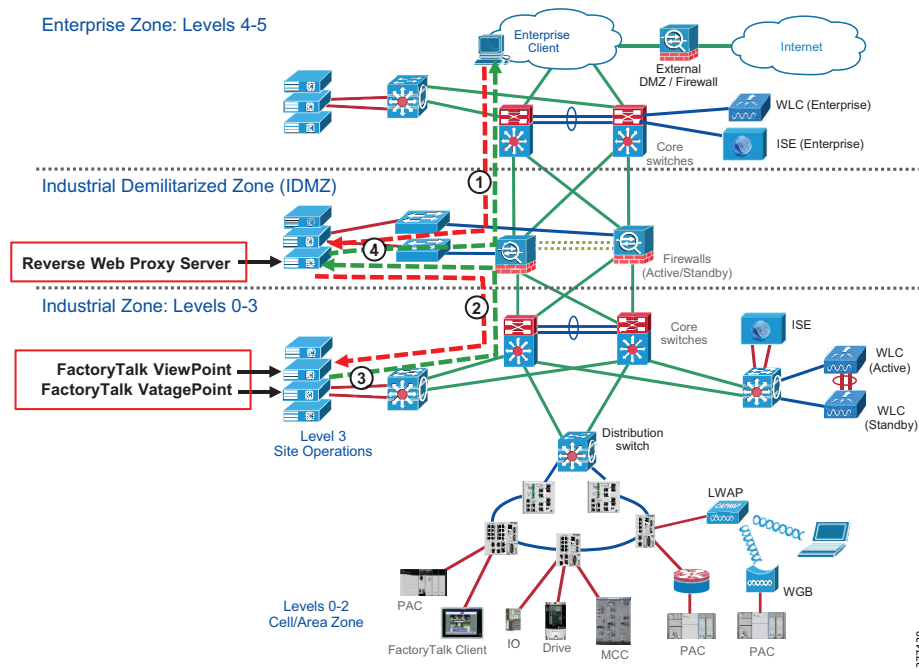 Enterprise Zone: Levels 4-5
Enterprise
Client
Internet
External
DMZ / Firewall
WLC (Enterprise)
ISE (Enterprise)
Core
switches
1
Industrial Demilitarized Zone (IDMZ)
4
Reverse Web Proxy Server
Firewalls
(Active/Standby)
Industrial Zone: Levels 0-3
2
Core
switches
ISE
WLC
(Active)
FactoryTalk ViewPoint
FactoryTalk VatagePoint
3
WLC
(Standby)
Level 3
Site Operations
Distribution
switch
LWAP
CAPWAP
WGB
PAC
Levels 0-2
Cell/Area Zone
FactoryTalk Client
IO
Drive
MCC
PAC
PAC